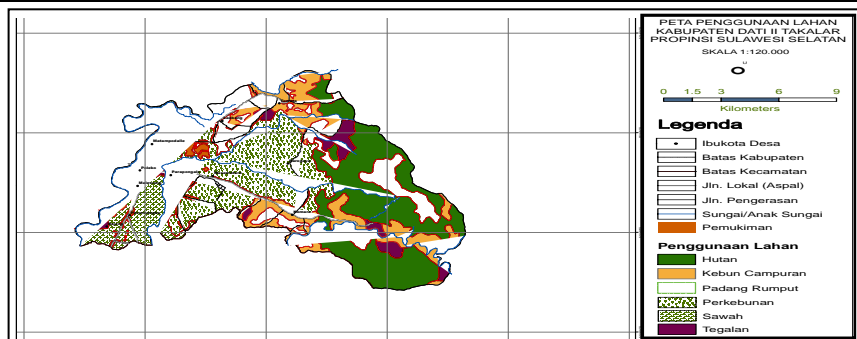 PETA PENGGUNAAN LAHAN
KABUPATEN DATI II TAKALAR
PROPINSI SULAWESI SELATAN
SKALA 1:120.000
U
0 1.5 3 6 9
Kilometers
Legenda
Ibukota Desa
Batas Kabupaten
Batas Kecamatan
Jln. Lokal (Aspal)
Jln. Pengerasan
Sungai/Anak Sungai
Pemukiman
Penggunaan Lahan
Hutan
Kebun Campuran
Padang Rumput
Perkebunan
Sawah
Tegalan